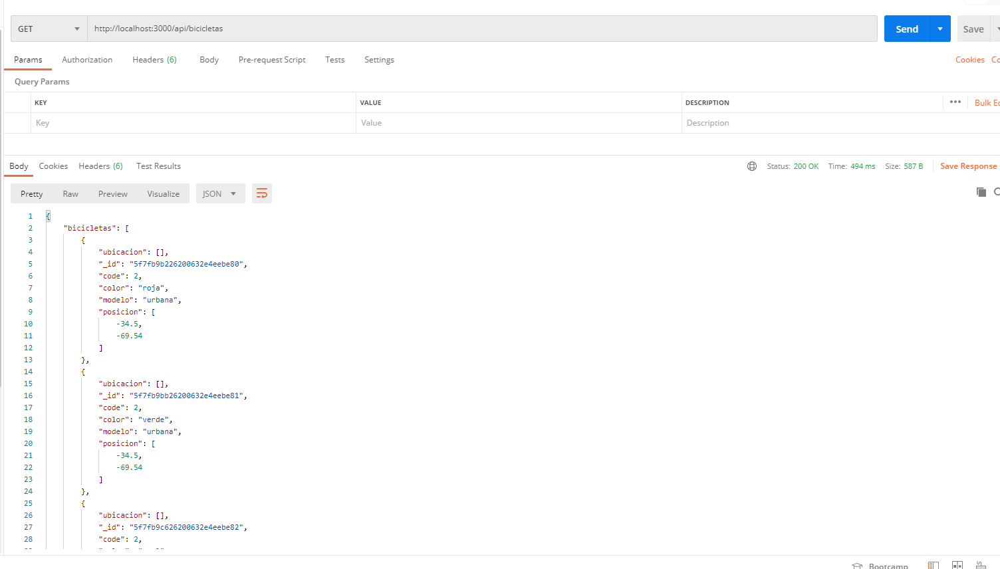 GET http://localhost:3000/api/bicicletas Send Save
Params Authorization Headers (6) Body Pre-request Script Tests Settings Cookies
Query Params
KEY VALUE DESCRIPTION ••• Bulk
Key Value Description
Body Cookies Headers (6) Test Results Status: 200 OK Time: 494 ms Size: 587 B Save Response
Pretty Raw Preview Visualize JSON
1 {
2 "bicicletas": [
3 {
4 "ubicacion": [],
5 "_id": "5f7fb9b226200632e4eebe80",
6 "code": 2,
7 "color": "roja",
8 "modelo": "urbana",
9 "posicion": [
10 -34.5,
11 -69.54
12 ]
13 },
14 {
15 "ubicacion": [],
16 "_id": "5f7fb9bb26200632e4eebe81",
17 "code": 2,
18 "color": "verde",
19 "modelo": "urbana",
20 "posicion": [
21 -34.5,
22 -69.54
23 ]
24 },
25 {
26 "ubicacion": [],
27 "_id": "5f7fb9c626200632e4eebe82",
28 "code": 2,
Bootcamp